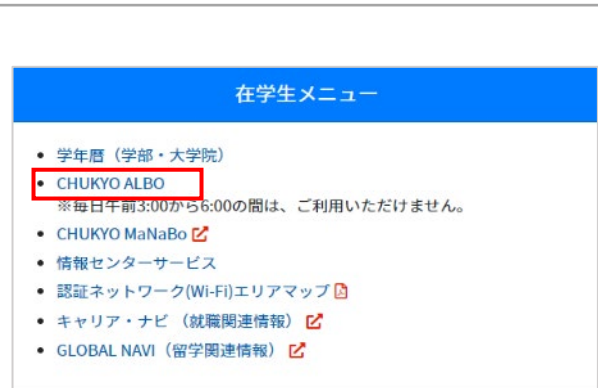 在学生メニュー
学年暦（学部・大学院）
CHUKYO ALBO
※毎日午前3:00から6:00の間は、ご利用いただけません。
CHUKYO MaNaBo
情報センターサービス
認証ネットワーク(Wi-Fi)エリアマップ
キャリア・ナビ （就職関連情報）
GLOBAL NAVI（留学関連情報）